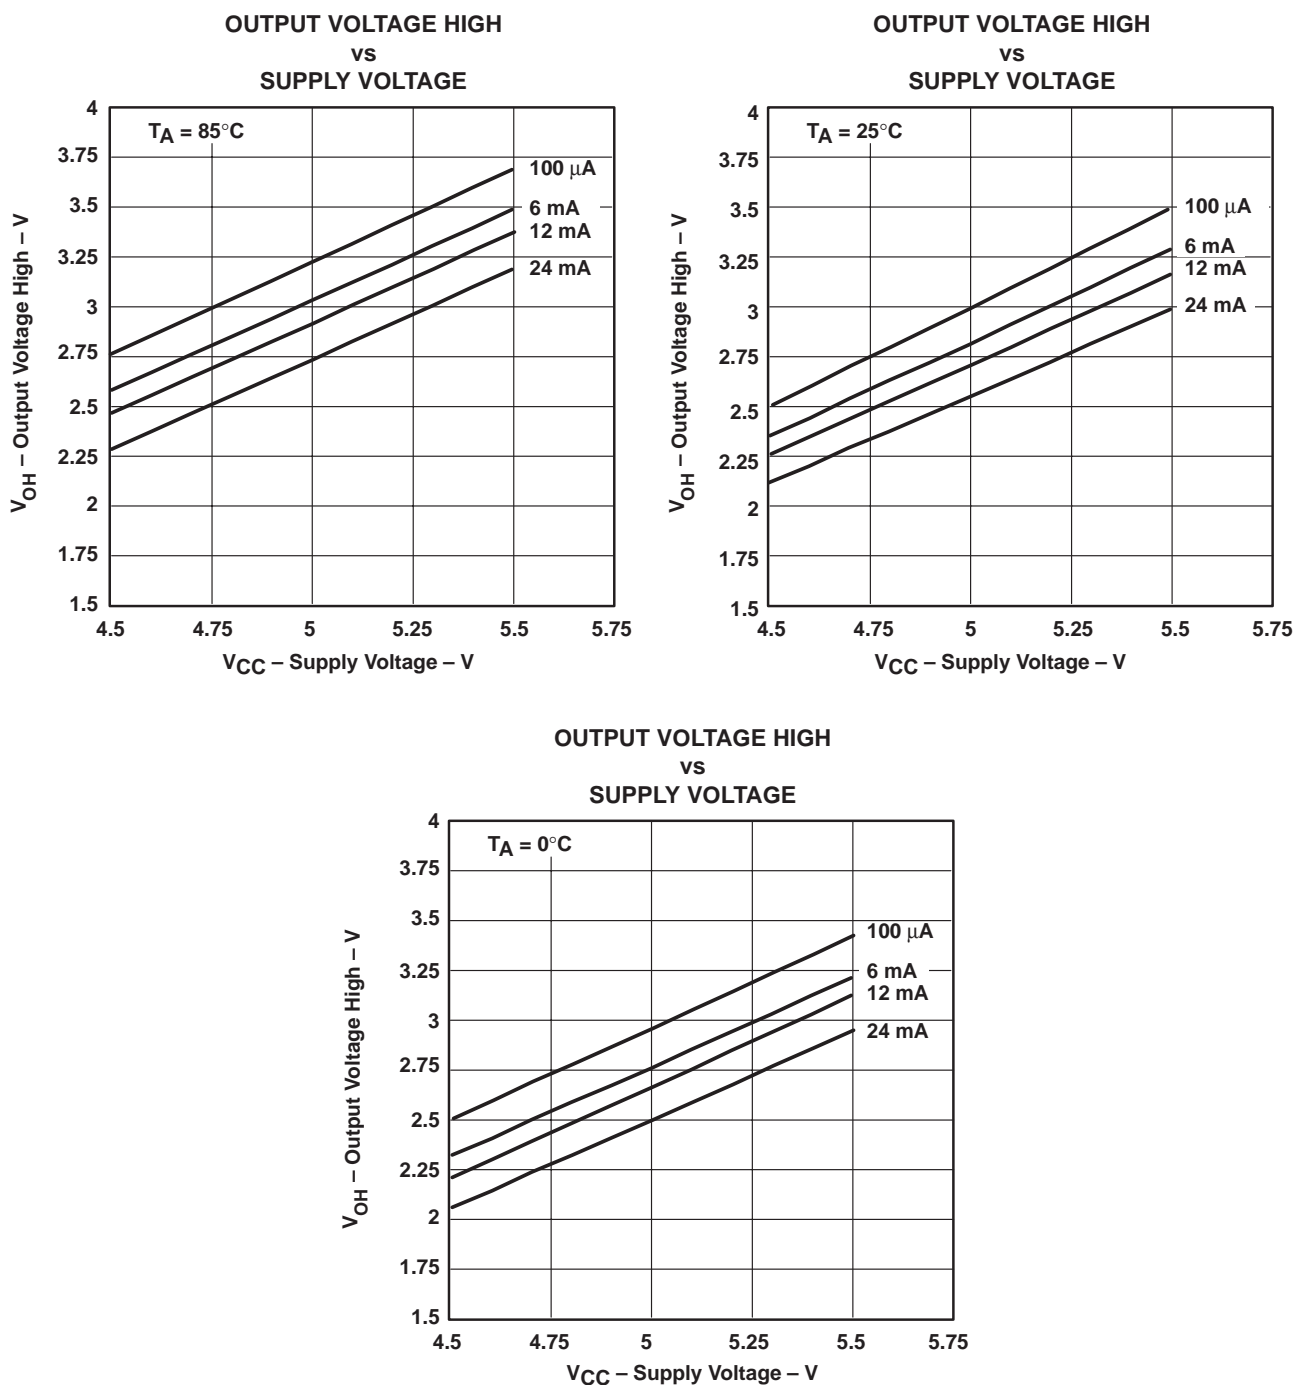 OUTPUT VOLTAGE HIGH
vs
SUPPLY VOLTAGE
TA = 85°C
4
3.75
3.5
3.25
3
2.75
2.5
2.25
2
1.75
1.5
VOH – Output Voltage High – V
100 μA
6 mA
12 mA
24 mA
4.5 4.75 5 5.25 5.5 5.75
VCC – Supply Voltage – V
OUTPUT VOLTAGE HIGH
vs
SUPPLY VOLTAGE
TA = 25°C
4
3.75
3.5
3.25
3
2.75
2.5
2.25
2
1.75
1.5
VOH – Output Voltage High – V
100 μA
6 mA
12 mA
24 mA
4.5 4.75 5 5.25 5.5 5.75
VCC – Supply Voltage – V
OUTPUT VOLTAGE HIGH
vs
SUPPLY VOLTAGE
TA = 0°C
4
3.75
3.5
3.25
3
2.75
2.5
2.25
2
1.75
1.5
VOH – Output Voltage High – V
100 μA
6 mA
12 mA
24 mA
4.5 4.75 5 5.25 5.5 5.75
VCC – Supply Voltage – V